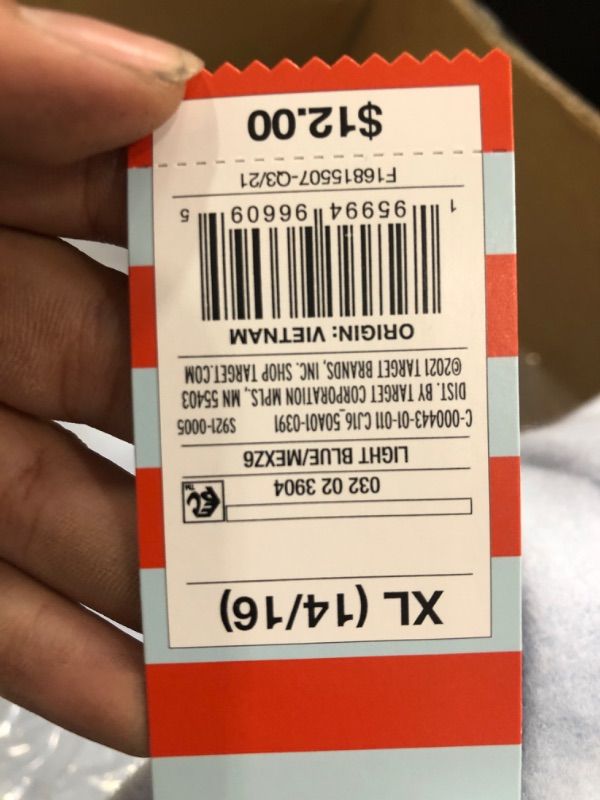 XL (14/16)
032 02 3904
LIGHT BLUE/MEXZ6
C-000443-01-011 CJ16_50A01-0391 S921-0005
DIST. BY TARGET CORPORATION MPLS., MN 55403
©2021 TARGET BRANDS, INC. SHOP TARGET.COM
ORIGIN: VIETNAM
1 95994 96609 5
F16815507-Q3/21
$12.00